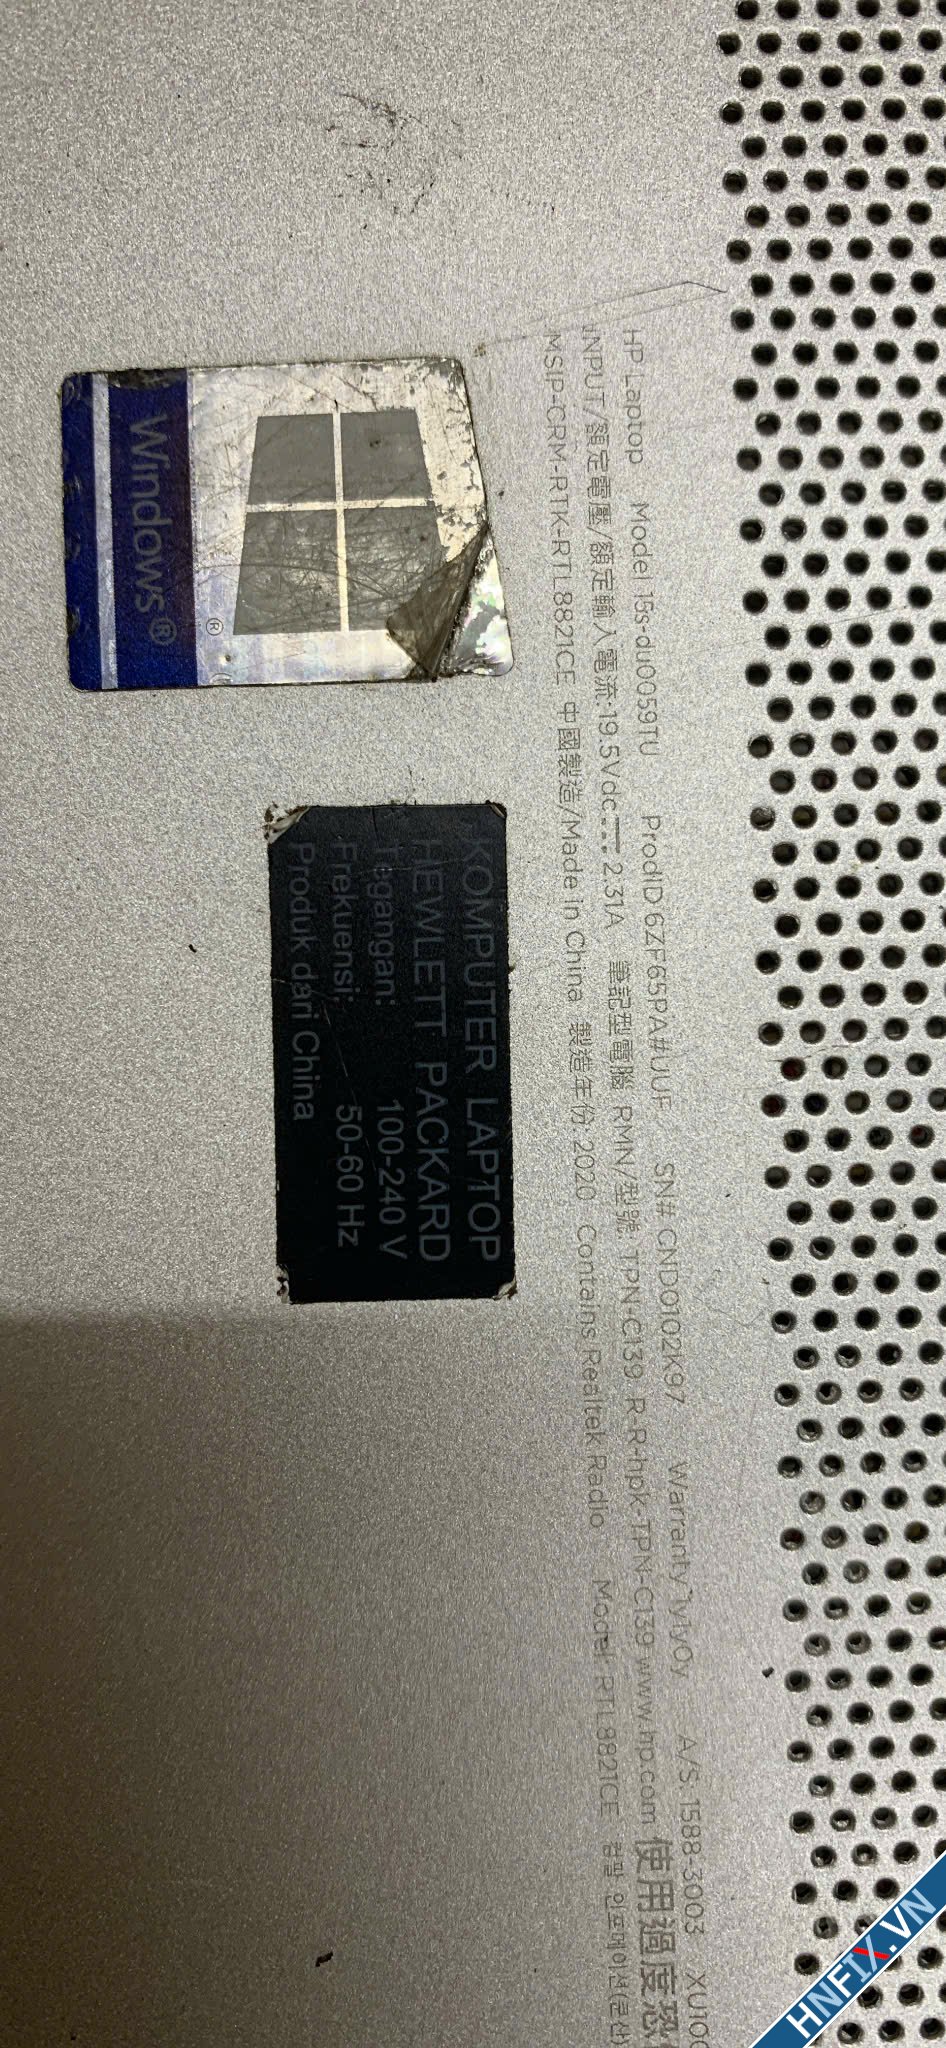 HP Laptop Model 15s-du0059TU ProdID 6ZF65PA#UUF SN# CND0102K97 Warranty 1y1y0y A/S:1588-3003 XU1OC
INPUT/額定電壓/額定輸入電流:19.5Vdc 2.31A 筆記型電腦 RMN/型號: TPN-C139 R-R-hpk-TPN-C139 www.hp.com 使用過度恐
MSIP-CRM-RTK-RTL8821CE 中國製造/Made in China 製造年份 2020 Contains Realtek Radio Model: RTL8821CE
Windows®
®
KOMPUTER LAPTOP
HEWLETT PACKARD
Tegangan: 100-240 V
Frekuensi: 50-60 Hz
Produk dari China
HNFIX.VN